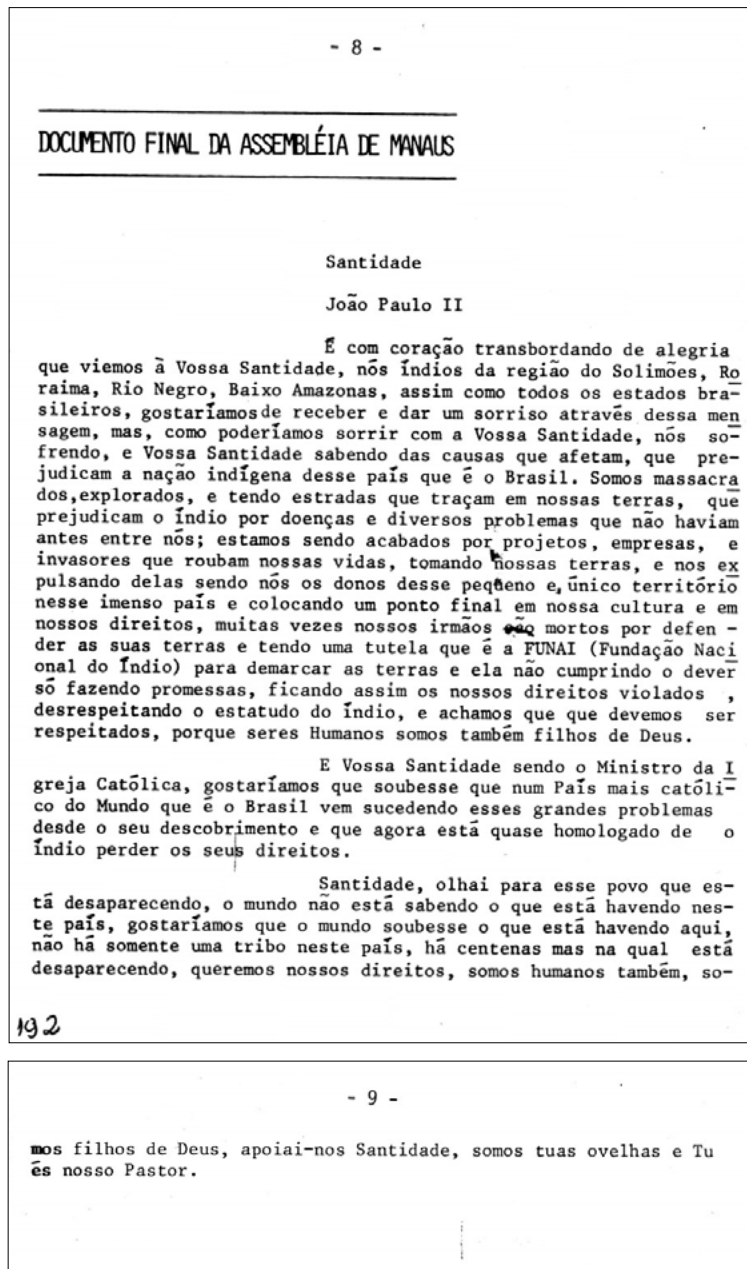 - 8 -
DOCUMENTO FINAL DA ASSEMBLÉIA DE MANAUS
Santidade
João Paulo II
É com coração transbordando de alegria
que viemos à Vossa Santidade, nós índios da região do Solimões, Ro
raima, Rio Negro, Baixo Amazonas, assim como todos os estados bra-
sileiros, gostaríamos de receber e dar um sorriso através dessa men
sagem, mas, como poderíamos sorrir com a Vossa Santidade, nós so-
frendo, e Vossa Santidade sabendo das causas que afetam, que pre-
judicam a nação indígena desse país que é o Brasil. Somos massacra
dos,explorados, e tendo estradas que traçam em nossas terras, que
prejudicam o índio por doenças e diversos problemas que não haviam
antes entre nós; estamos sendo acabados por projetos, empresas, e
invasores que roubam nossas vidas, tomando nossas terras, e nos ex
pulsando delas sendo nós os donos desse pequeno e, único território
nesse imenso país e colocando um ponto final em nossa cultura e em
nossos direitos, muitas vezes nossos irmãos são mortos por defen -
der as suas terras e tendo uma tutela que é a FUNAI (Fundação Naci
onal do Índio) para demarcar as terras e ela não cumprindo o dever
só fazendo promessas, ficando assim os nossos direitos violados ,
desrespeitando o estatudo do índio, e achamos que que devemos ser
respeitados, porque seres Humanos somos também filhos de Deus.
E Vossa Santidade sendo o Ministro da I
greja Católica, gostaríamos que soubesse que num País mais católi-
co do Mundo que é o Brasil vem sucedendo esses grandes problemas
desde o seu descobrimento e que agora está quase homologado de o
índio perder os seus direitos.
Santidade, olhai para esse povo que es-
tá desaparecendo, o mundo não está sabendo o que está havendo nes-
te país, gostaríamos que o mundo soubesse o que está havendo aqui,
não há somente uma tribo neste país, há centenas mas na qual está
desaparecendo, queremos nossos direitos, somos humanos também, so-
192
- 9 -
mos filhos de Deus, apoiai-nos Santidade, somos tuas ovelhas e Tu
és nosso Pastor.